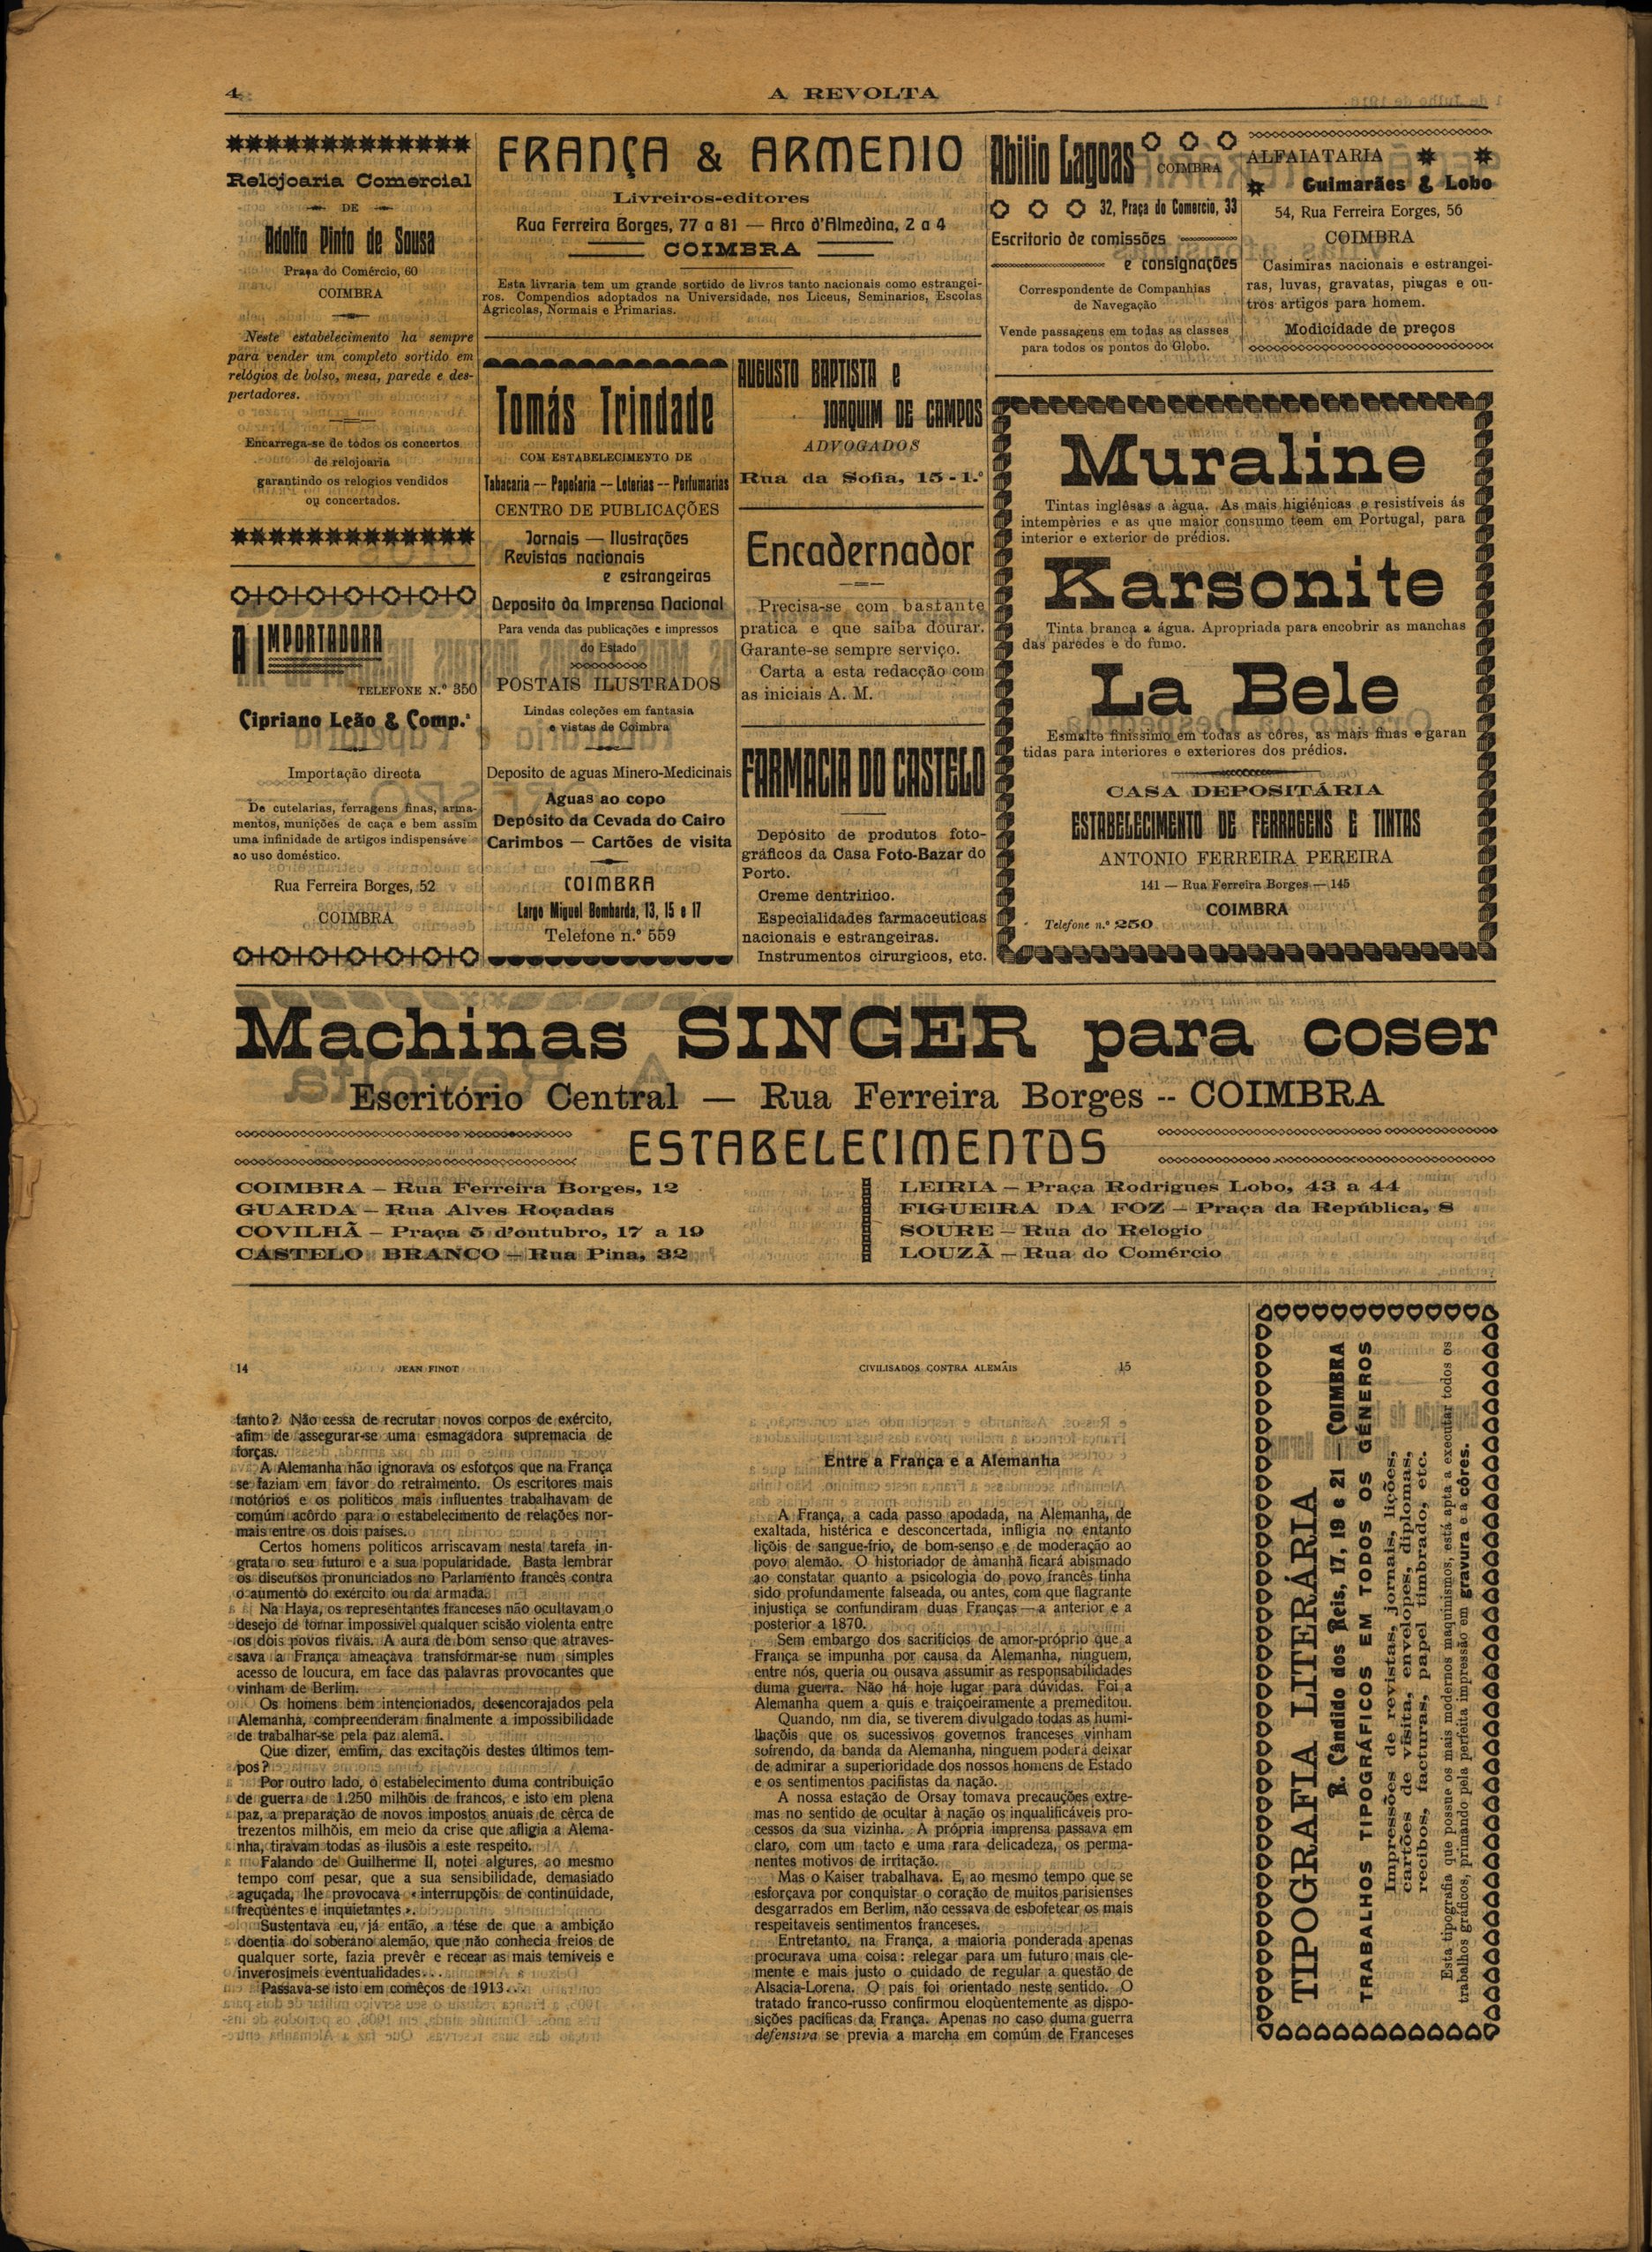 4
A REVOLTA
Relojoaria Comercial
DE
Adolfo Pinto de Sousa
Praça do Comércio, 60
COIMBRA
Neste estabelecimento ha sempre
para vender um completo sortido em
relógios de bolso, mesa, parede e des-
pertadores.
Encarrega-se de todos os concertos
de relojoaria
garantindo os relogios vendidos
ou concertados.
A IMPORTADORA
TELEFONE N.º 350
Cipriano Leão & Comp.ª
Importação directa
De cutelarias, ferragens finas, arma-
mentos, munições de caça e bem assim
uma infinidade de artigos indispensáve
ao uso doméstico.
Rua Ferreira Borges, 52
COIMBRA
FRANÇA & ARMENIO
Livreiros-editores
Rua Ferreira Borges, 77 a 81 — Arco d'Almedina, 2 a 4
COIMBRA
Esta livraria tem um grande sortido de livros tanto nacionais como estrangei-
ros. Compendios adoptados na Universidade, nos Liceus, Seminarios, Escolas
Agricolas, Normais e Primarias.
Tomás Trindade
COM ESTABELECIMENTO DE
Tabacaria — Papelaria — Loterias — Perfumarias
CENTRO DE PUBLICAÇÕES
Jornais — Ilustrações
Revistas nacionais
e estrangeiras
Deposito da Imprensa Nacional
Para venda das publicações e impressos
do Estado
POSTAIS ILUSTRADOS
Lindas coleções em fantasia
e vistas de Coimbra
Deposito de aguas Minero-Medicinais
Aguas ao copo
Depósito da Cevada do Cairo
Carimbos — Cartões de visita
COIMBRA
Largo Miguel Bombarda, 13, 15 e 17
Telefone n.º 559
AUGUSTO BAPTISTA e
JOAQUIM DE CAMPOS
ADVOGADOS
Rua da Sofia, 15-1.º
Encadernador
Precisa-se com bastante
pratica e que saiba dourar.
Garante-se sempre serviço.
Carta a esta redacção com
as iniciais A. M.
FARMACIA DO CASTELO
Depósito de produtos foto-
gráficos da Casa Foto-Bazar do
Porto.
Creme dentrífico.
Especialidades farmaceuticas
nacionais e estrangeiras.
Instrumentos cirurgicos, etc.
Abilio Lagoas
COIMBRA
32, Praça do Comercio, 33
Escritorio de comissões
e consignações
Correspondente de Companhias
de Navegação
Vende passagens em todas as classes
para todos os pontos do Globo.
ALFAIATARIA
Guimarães & Lobo
54, Rua Ferreira Eorges, 56
COIMBRA
Casimiras nacionais e estrangei-
ras, luvas, gravatas, piugas e ou-
tros artigos para homem.
Modicidade de preços
Muraline
Tintas inglêsas a água. As mais higiénicas e resistíveis ás
intempèries e as que maior consumo teem em Portugal, para
interior e exterior de prédios.
Karsonite
Tinta branca a água. Apropriada para encobrir as manchas
das paredes e do fumo.
La Bele
Esmalte finissimo em todas as côres, as mais finas e garan
tidas para interiores e exteriores dos prédios.
CASA DEPOSITÁRIA
ESTABELECIMENTO DE FERRAGENS E TINTAS
ANTONIO FERREIRA PEREIRA
141 — Rua Ferreira Borges — 145
COIMBRA
Telefone n.º 250
Machinas SINGER para coser
Escritório Central — Rua Ferreira Borges -- COIMBRA
ESTABELECIMENTOS
COIMBRA — Rua Ferreira Borges, 12
GUARDA — Rua Alves Roçadas
COVILHÃ — Praça 5 d'outubro, 17 a 19
CASTELO BRANCO — Rua Pina, 32
LEIRIA — Praça Rodrigues Lobo, 43 a 44
FIGUEIRA DA FOZ — Praça da República, 8
SOURE — Rua do Relogio
LOUZÃ — Rua do Comércio
14
JEAN FINOT
tanto? Não cessa de recrutar novos corpos de exército,
afim de assegurar-se uma esmagadora supremacia de
forças.
A Alemanha não ignorava os esforços que na França
se faziam em favor do retraimento. Os escritores mais
notórios e os políticos mais influentes trabalhavam de
comúm acôrdo para o estabelecimento de relações nor-
mais entre os dois países.
Certos homens políticos arriscavam nesta tarefa in-
grata o seu futuro e a sua popularidade. Basta lembrar
os discutsos pronunciados no Parlamento francês contra
o aumento do exército ou da armada.
Na Haya, os representantes franceses não ocultavam o
desejo de tornar impossivel qualquer scisão violenta entre
os dois povos rivais. A aura de bom senso que atraves-
sava a França ameaçava transformar-se num simples
acesso de loucura, em face das palavras provocantes que
vinham de Berlim.
Os homens bem intencionados, desencorajados pela
Alemanha, compreenderam finalmente a impossibilidade
de trabalhar-se pela paz alemã.
Que dizer, emfim, das excitaçõis destes últimos tem-
pos?
Por outro lado, o estabelecimento duma contribuição
de guerra de 1.250 milhõis de francos, e isto em plena
paz, a preparação de novos impostos anuais de cêrca de
trezentos milhõis, em meio da crise que afligia a Alema-
nha, tiravam todas as ilusõis a este respeito.
Falando de Guilherme II, notei algures, ao mesmo
tempo com pesar, que a sua sensibilidade, demasiado
aguçada, lhe provocava « interrupçõis de continúidade,
freqùentes e inquietantes ».
Sustentava eu, já então, a tése de que a ambição
doentia do soberano alemão, que não conhecia freios de
qualquer sorte, fazia prevêr e recear as mais temiveis e
inverosímeis eventualidades...
Passava-se isto em comêços de 1913...
CIVILISADOS CONTRA ALEMÃIS
15
Entre a França e a Alemanha
A França, a cada passo apodada, na Alemanha, de
exaltada, histérica e desconcertada, infligia no entanto
liçõis de sangue-frio, de bom-senso e de moderação ao
povo alemão. O historiador de àmanhã ficará abismado
ao constatar quanto a psicologia do povo francês tinha
sido profundamente falseada, ou antes, com que flagrante
injustiça se confundiram duas Franças — a anterior e a
posterior a 1870.
Sem embargo dos sacrifícios de amor-próprio que a
França se impunha por causa da Alemanha, ninguem,
entre nós, queria ou ousava assumir as responsabilidades
duma guerra. Não há hoje lugar para dúvidas. Foi a
Alemanha quem a quis e traiçoeiramente a premeditou.
Quando, nm dia, se tiverem divulgado todas as humi-
lhaçõis que os sucessivos governos franceses vinham
sofrendo, da banda da Alemanha, ninguem poderá deixar
de admirar a superioridade dos nossos homens de Estado
e os sentimentos pacifistas da nação.
A nossa estação de Orsay tomava precauções extre-
mas no sentido de ocultar à nação os inqualificáveis pro-
cessos da sua vizinha. A própria imprensa passava em
claro, com um tacto e uma rara delicadeza, os perma-
nentes motivos de irritação.
Mas o Kaiser trabalhava. E, ao mesmo tempo que se
esforçava por conquistar o coração de muitos parisienses
desgarrados em Berlim, não cessava de esbofetear os mais
respeitaveis sentimentos franceses.
Entretanto, na França, a maioria ponderada apenas
procurava uma coisa: relegar para um futuro mais cle-
mente e mais justo o cuidado de regular a questão de
Alsacia-Lorena. O país foi orientado neste sentido. O
tratado franco-russo confirmou eloqùentemente as dispo-
sições pacíficas da França. Apenas no caso duma guerra
defensiva se previa a marcha em comúm de Franceses
TIPOGRAFIA LITERÁRIA
R. Cândido dos Reis, 17, 19 e 21 — COIMBRA
TRABALHOS TIPOGRÁFICOS EM TODOS OS GÉNEROS
Impressões de revistas, jornais, lições,
cartões de visita, envelopes, diplomas,
recibos, facturas, papel timbrado, etc.
Esta tipografia que possue os mais modernos maquinismos, está apta a executar todos os
trabalhos gráficos, primando pela perfeita impressão em gravura e a côres.